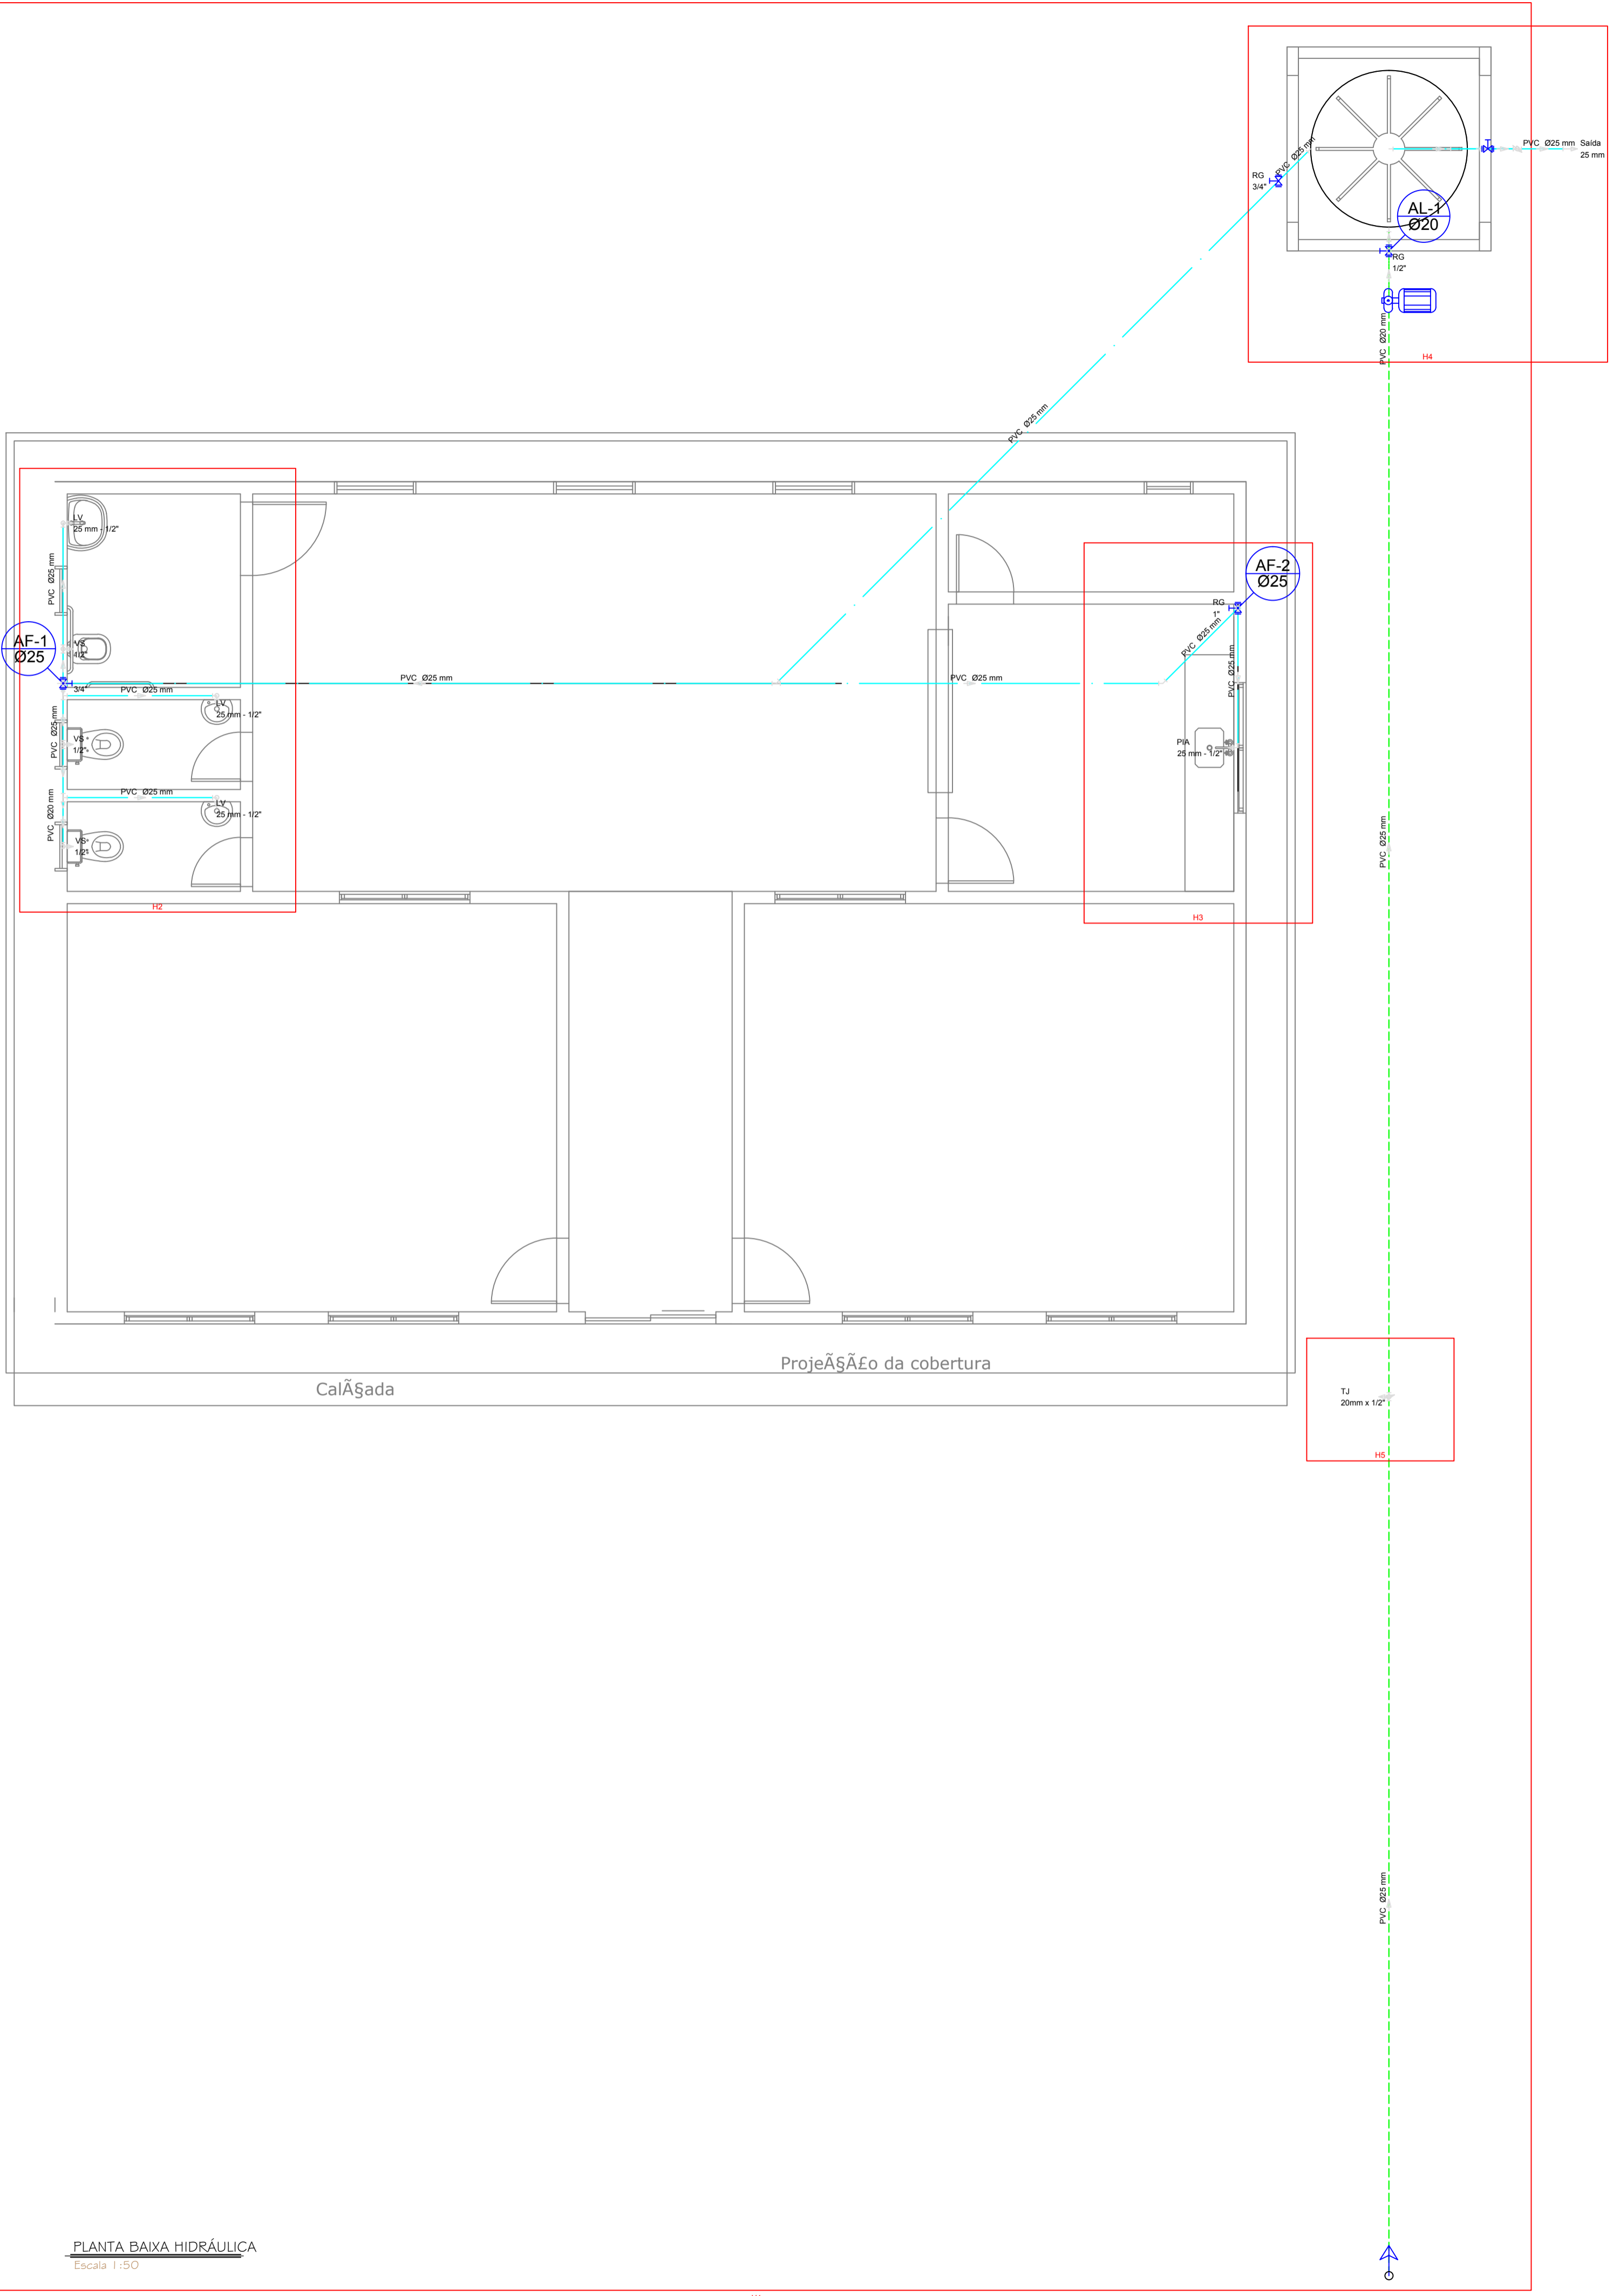 PVC Ø25 mm
Saída
25 mm
PVC Ø25 mm
RG
3/4"
AL-1
Ø20
RG
1/2"
PVC Ø20 mm
H4
PVC Ø25 mm
LV
25 mm - 1/2"
PVC Ø25 mm
AF-2
Ø25
RG
1"
PVC Ø25 mm
AF-1
Ø25
VS
1/2"
3/4"
PVC Ø25 mm
PVC Ø25 mm
PVC Ø25 mm
PVC Ø25 mm
LV
25 mm - 1/2"
PVC Ø25 mm
VS
1/2"
PIA
25 mm - 1/2"
PVC Ø25 mm
LV
25 mm - 1/2"
PVC Ø20 mm
VS
1/2"
PVC Ø25 mm
H2
H3
ProjeÃ§Ã£o da cobertura
CalÃ§ada
TJ
20mm x 1/2"
H5
PVC Ø25 mm
PLANTA BAIXA HIDRÁULICA
Escala 1:50